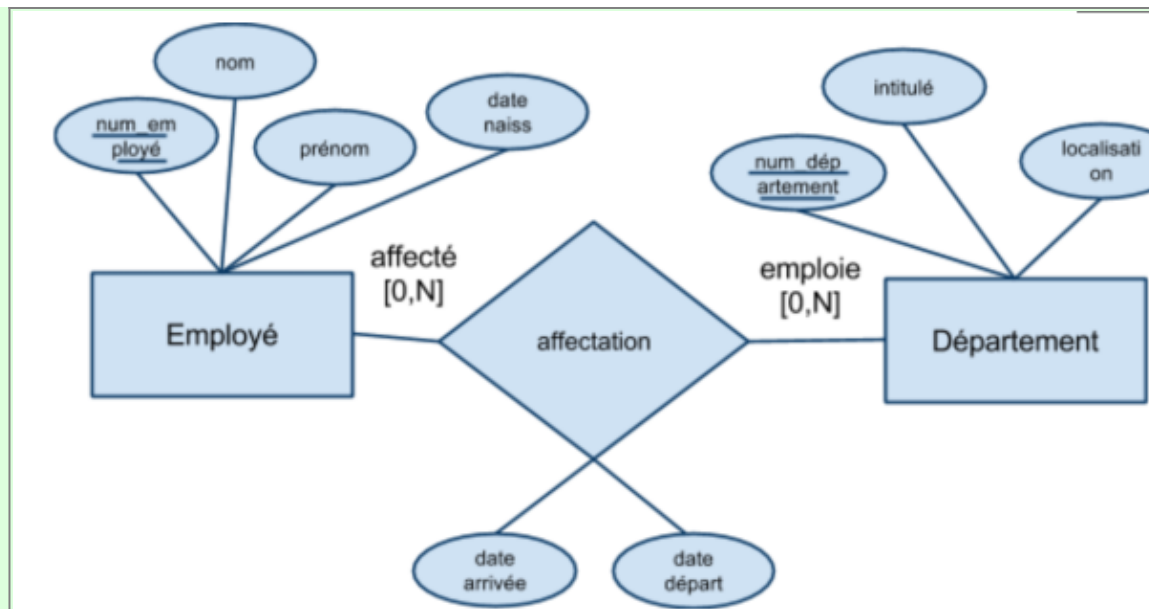 nom
date
naiss
num_em
ployé
prénom
intitulé
num_dép
artement
localisati
on
affecté
[0,N]
emploie
[0,N]
Employé
affectation
Département
date
arrivée
date
départ